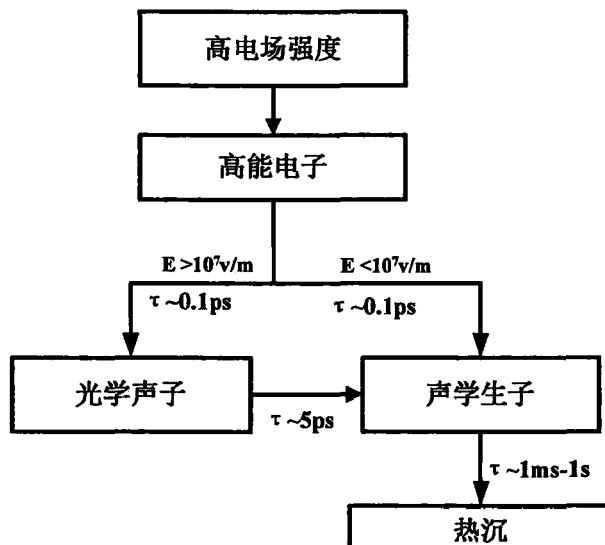 高电场强度
高能电子
E >10⁷v/m
E <10⁷v/m
τ ~0.1ps
τ ~0.1ps
光学声子
声学生子
τ ~5ps
τ ~1ms-1s
热沉